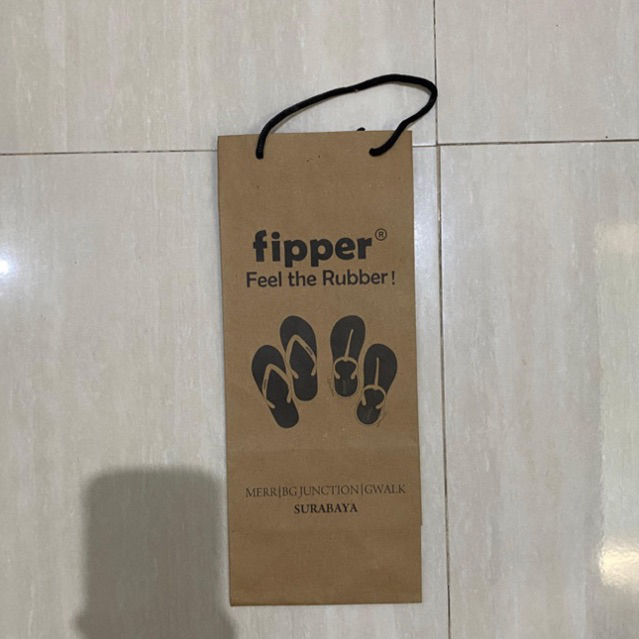 fipper®
Feel the Rubber!
MERR|BG JUNCTION|GWALK
SURABAYA